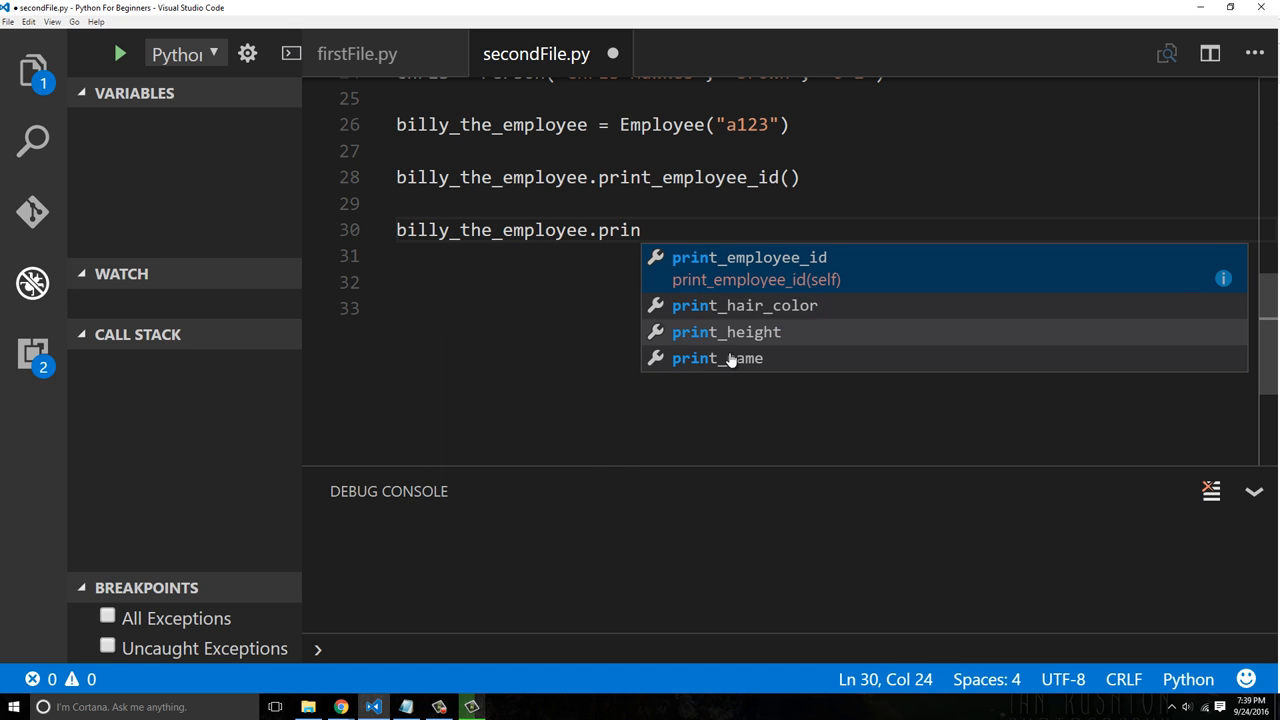 ● secondFile.py - Python For Beginners - Visual Studio Code
File Edit View Go Help
Pythor ▼
firstFile.py
secondFile.py ●
1
VARIABLES
25
26 billy_the_employee = Employee("a123")
27
28 billy_the_employee.print_employee_id()
29
30 billy_the_employee.prin
31
32
33
print_employee_id
print_employee_id(self)
print_hair_color
print_height
print_name
WATCH
CALL STACK
2
DEBUG CONSOLE
BREAKPOINTS
All Exceptions
Uncaught Exceptions
0 0
Ln 30, Col 24 Spaces: 4 UTF-8 CRLF Python
I'm Cortana. Ask me anything.
7:39 PM
9/24/2016